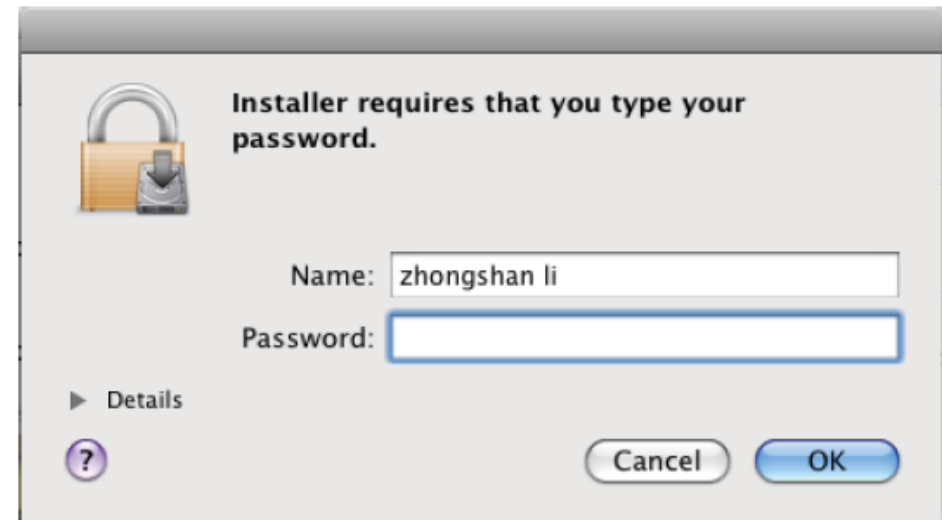 Installer requires that you type your
password.
Name: zhongshan li
Password:
Details
?
Cancel OK